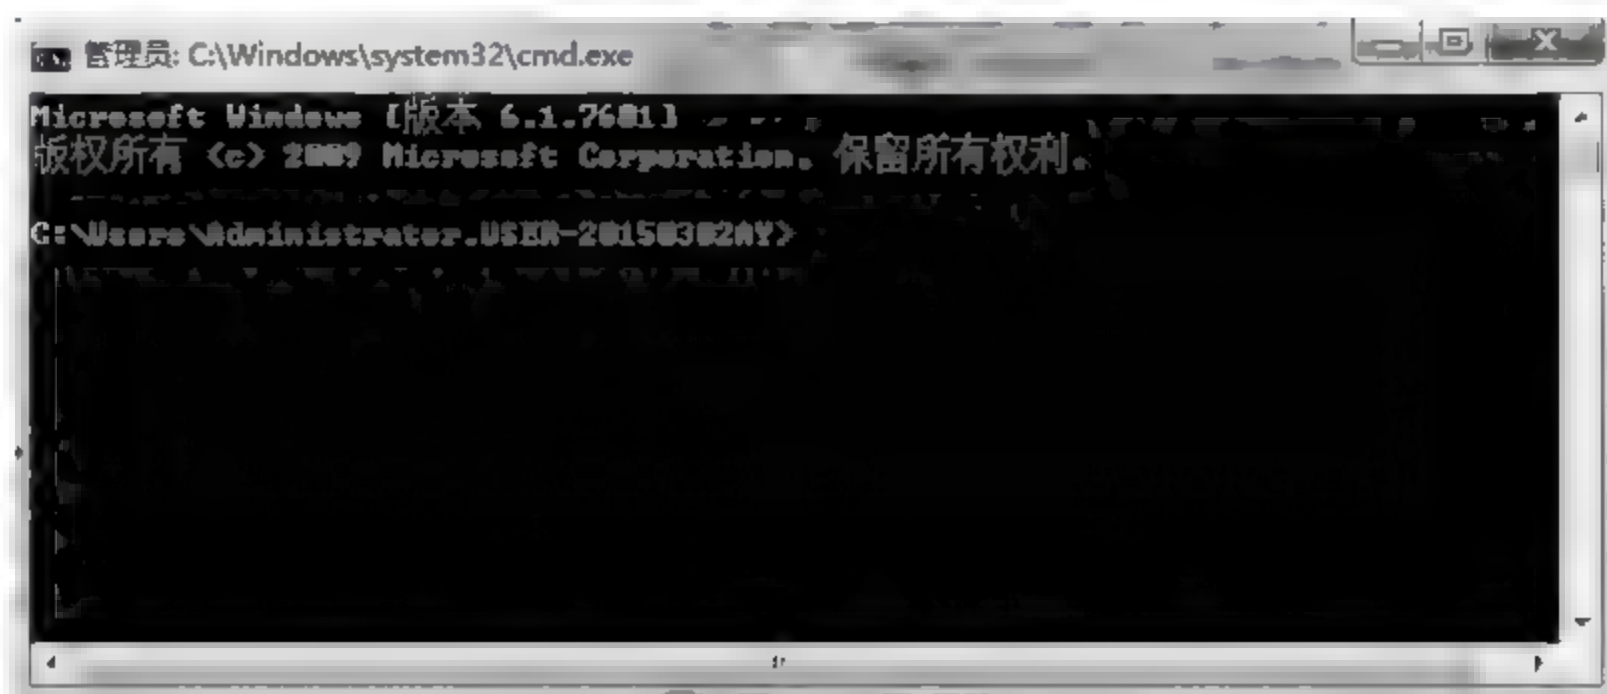 管理员: C:\Windows\system32\cmd.exe
Microsoft Windows [版本 6.1.7601]
版权所有 (c) 2009 Microsoft Corporation。保留所有权利。
C:\Users\Administrator.USER-20150302AY>